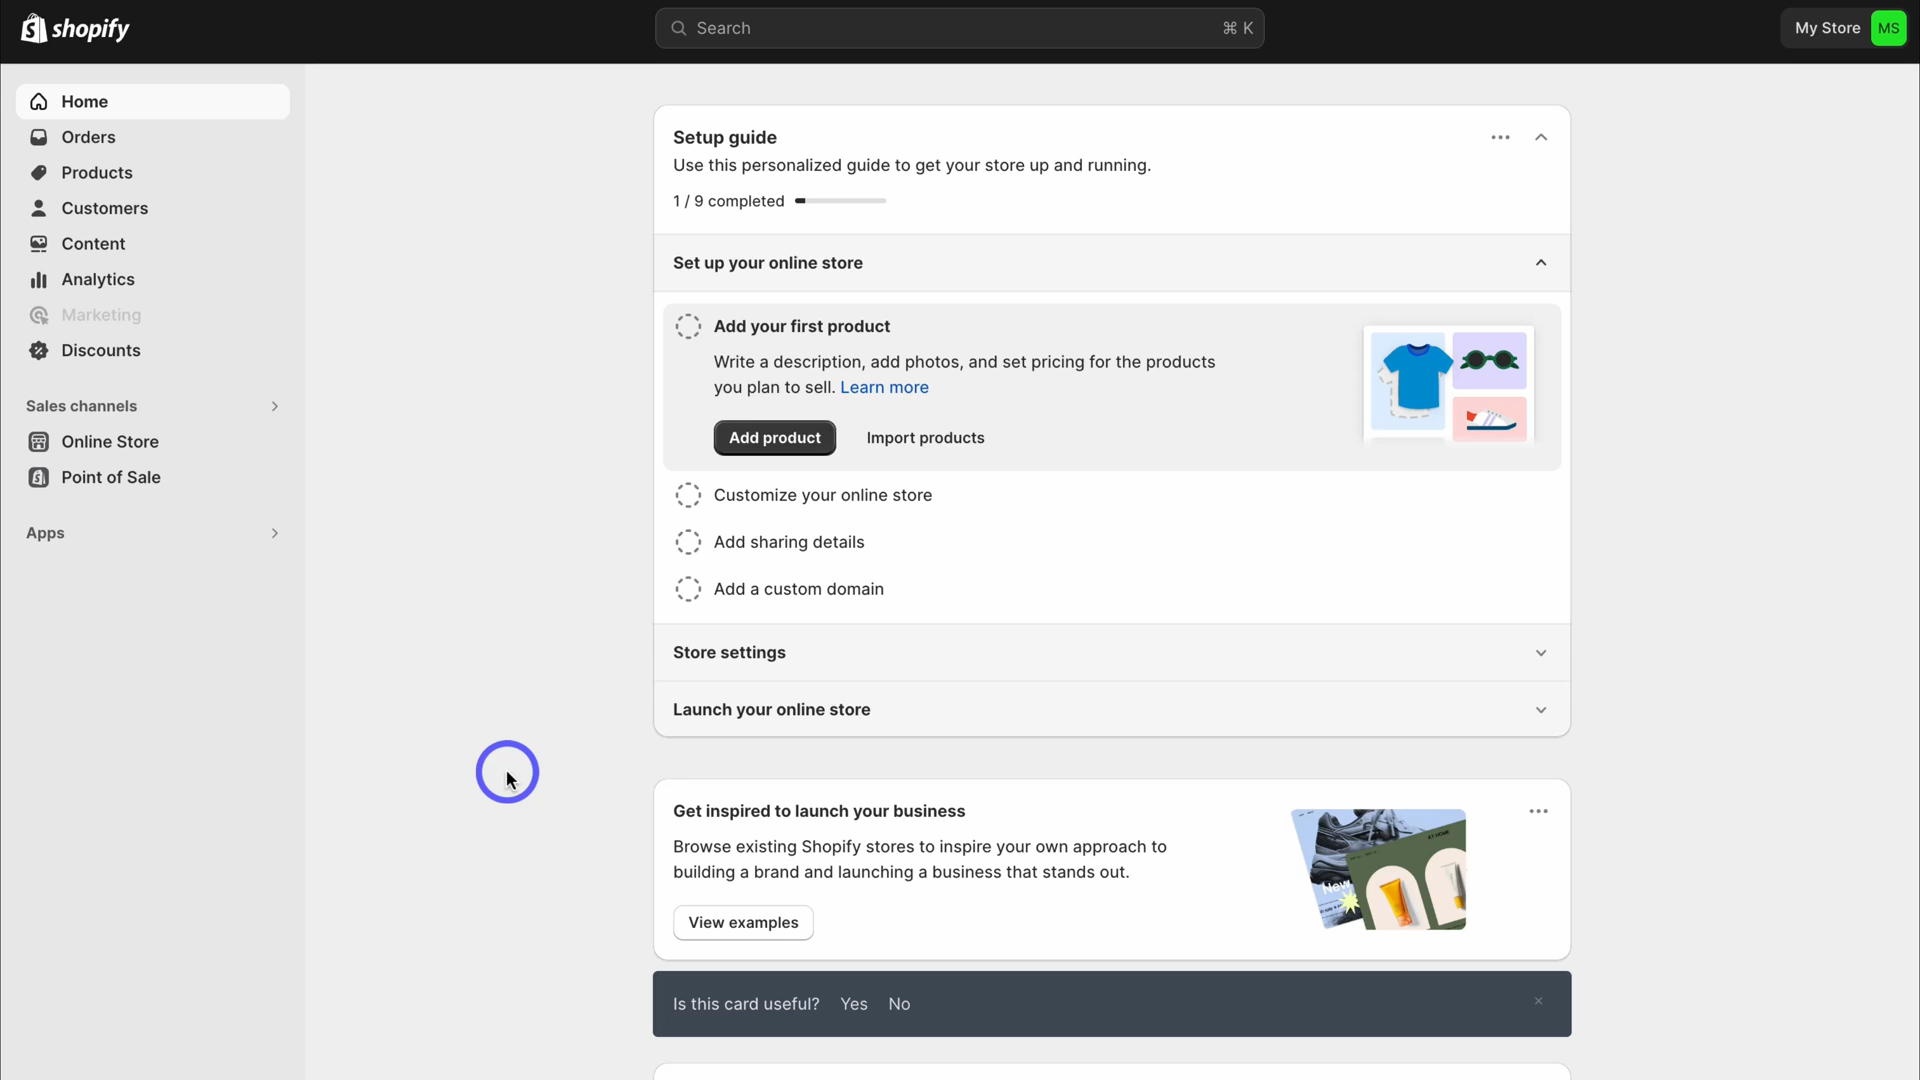 shopify
Search
⌘ K
My Store
MS
Home
Orders
Products
Customers
Content
Analytics
Marketing
Discounts
Sales channels
Online Store
Point of Sale
Apps
Setup guide
Use this personalized guide to get your store up and running.
1 / 9 completed
Set up your online store
Add your first product
Write a description, add photos, and set pricing for the products
you plan to sell. Learn more
Add product
Import products
Customize your online store
Add sharing details
Add a custom domain
Store settings
Launch your online store
Get inspired to launch your business
Browse existing Shopify stores to inspire your own approach to
building a brand and launching a business that stands out.
New
AT HOME
View examples
Is this card useful? Yes No